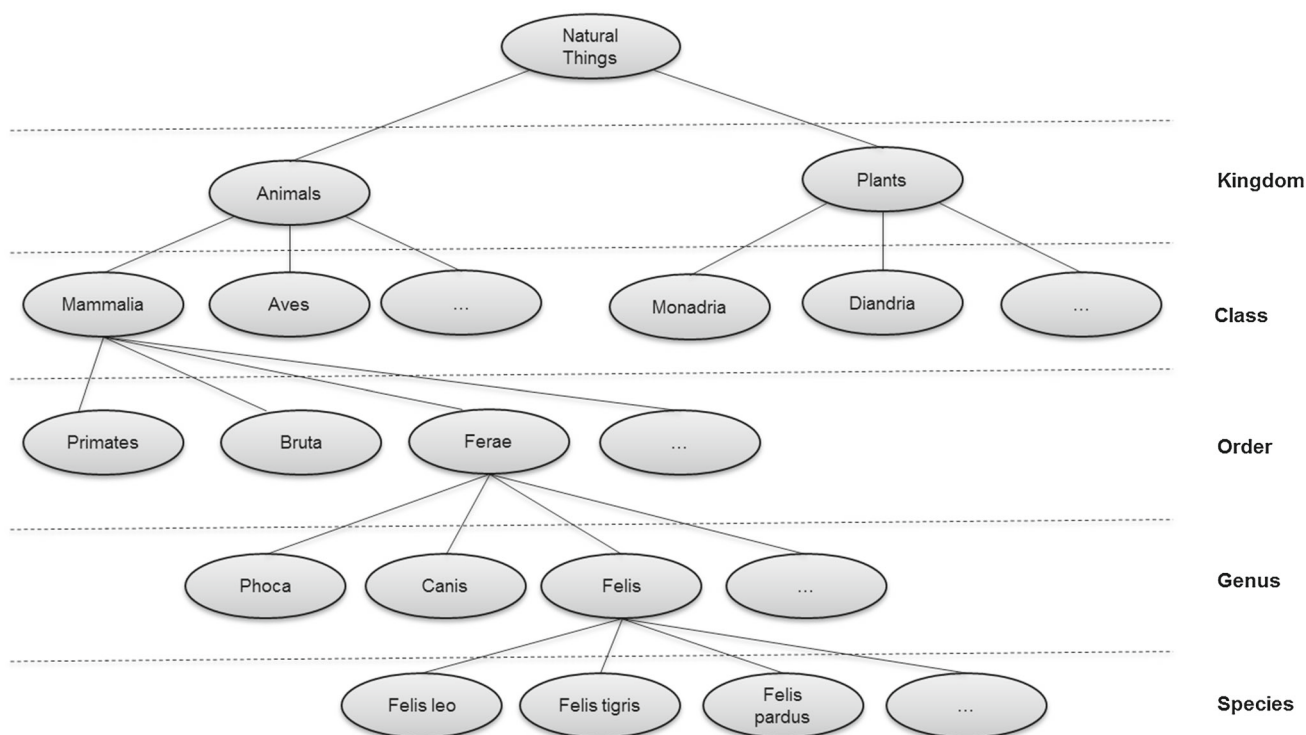 Natural
Things
Animals
Plants
Kingdom
Mammalia
Aves
...
Monadria
Diandria
...
Class
Primates
Bruta
Ferae
...
Order
Phoca
Canis
Felis
...
Genus
Felis leo
Felis tigris
Felis
pardus
...
Species